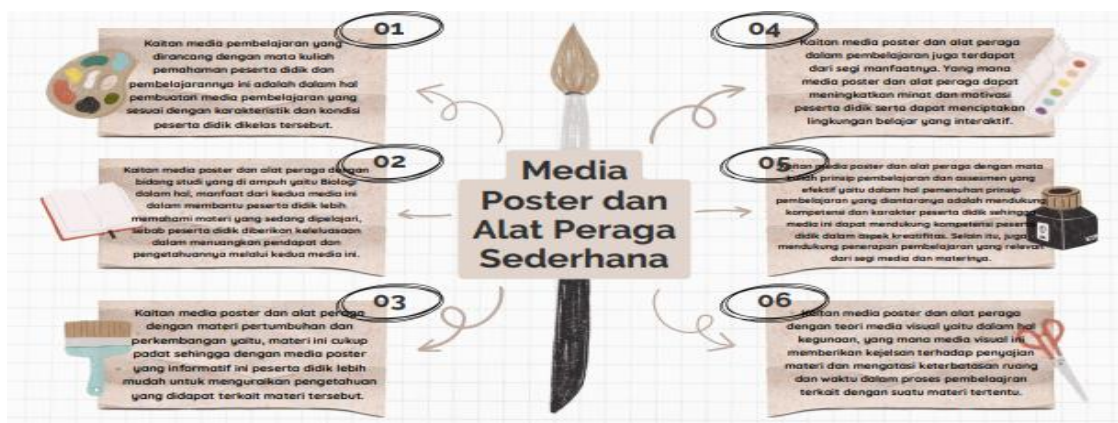 01
Kaitan media pembelajaran yang
dirancang dengan mata kuliah
pemahaman peserta didik dan
pembelajarannya ini adalah dalam hal
pembuatan media pembelajaran yang
sesuai dengan karakteristik dan kondisi
peserta didik dikelas tersebut.
02
Kaitan media poster dan alat peraga dengan
bidang studi yang di ampuh yaitu Biologi
dalam hal, manfaat dari kedua media ini
dalam membantu peserta didik lebih
memahami materi yang sedang dipelajari,
sebab peserta didik diberikan keleluasaan
dalam menuangkan pendapat dan
pengetahuannya melalui kedua media ini.
03
Kaitan media poster dan alat peraga
dengan materi pertumbuhan dan
perkembangan yaitu, materi ini cukup
padat sehingga dengan media poster
yang informatif ini peserta didik lebih
mudah untuk menguraikan pengetahuan
yang didapat terkait materi tersebut.
Media
Poster dan
Alat Peraga
Sederhana
04
Kaitan media poster dan alat peraga
dalam pembelajaran juga terdapat
dari segi manfaatnya. Yang mana
media poster dan alat peraga dapat
meningkatkan minat dan motivasi
peserta didik serta dapat menciptakan
lingkungan belajar yang interaktif.
05
Kaitan media poster dan alat peraga dengan mata
kuliah prinsip pembelajaran dan asesmen yang
efektif yaitu dalam hal pemenuhan prinsip
pembelajaran yang diantaranya adalah mendukung
kompetensi dan karakter peserta didik sehingga
media ini dapat mendukung kompetensi peserta
didik dalam aspek kreatifitas. Selain itu, juga
mendukung penerapan pembelajaran yang relevan
dari segi media dan materinya.
06
Kaitan media poster dan alat peraga
dengan teori media visual yaitu dalam hal
kegunaan, yang mana media visual ini
memberikan kejelsan terhadap penyajian
materi dan mengatasi keterbatasan ruang
dan waktu dalam proses pembelaajran
terkait dengan suatu materi tertentu.